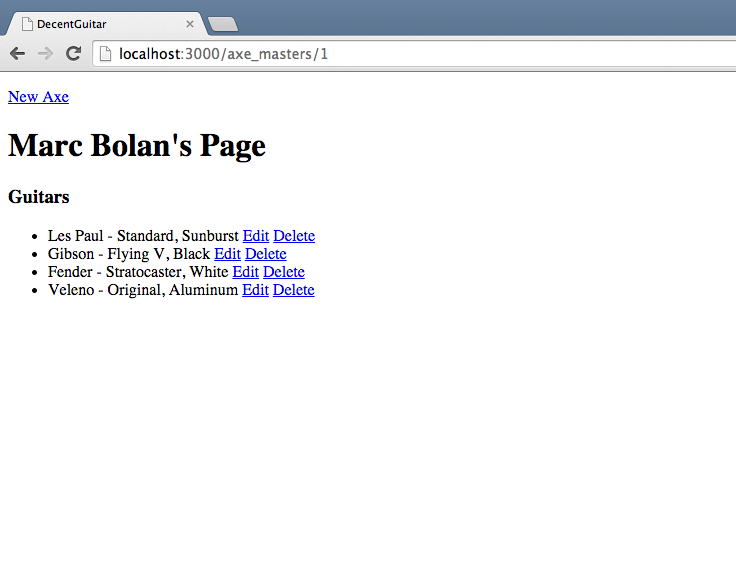 DecentGuitar
localhost:3000/axe_masters/1
New Axe
Marc Bolan's Page
Guitars
Les Paul - Standard, Sunburst Edit Delete
Gibson - Flying V, Black Edit Delete
Fender - Stratocaster, White Edit Delete
Veleno - Original, Aluminum Edit Delete